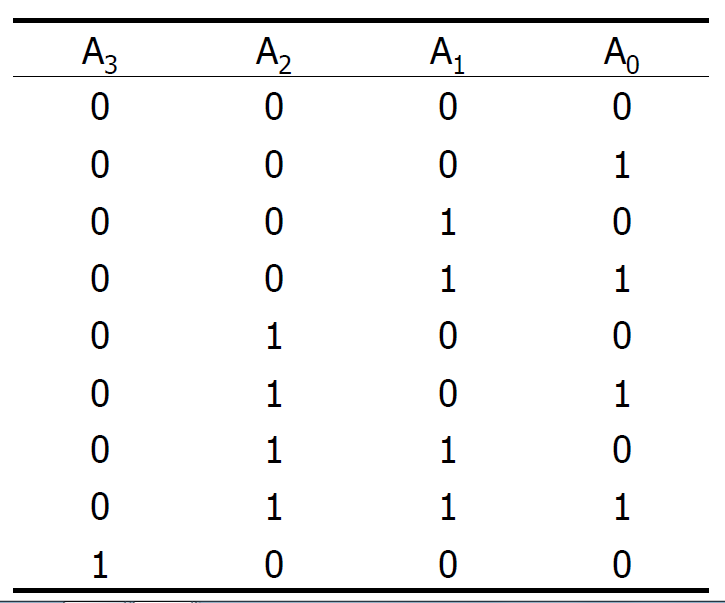 A₃ A₂ A₁ A₀
0 0 0 0
0 0 0 1
0 0 1 0
0 0 1 1
0 1 0 0
0 1 0 1
0 1 1 0
0 1 1 1
1 0 0 0